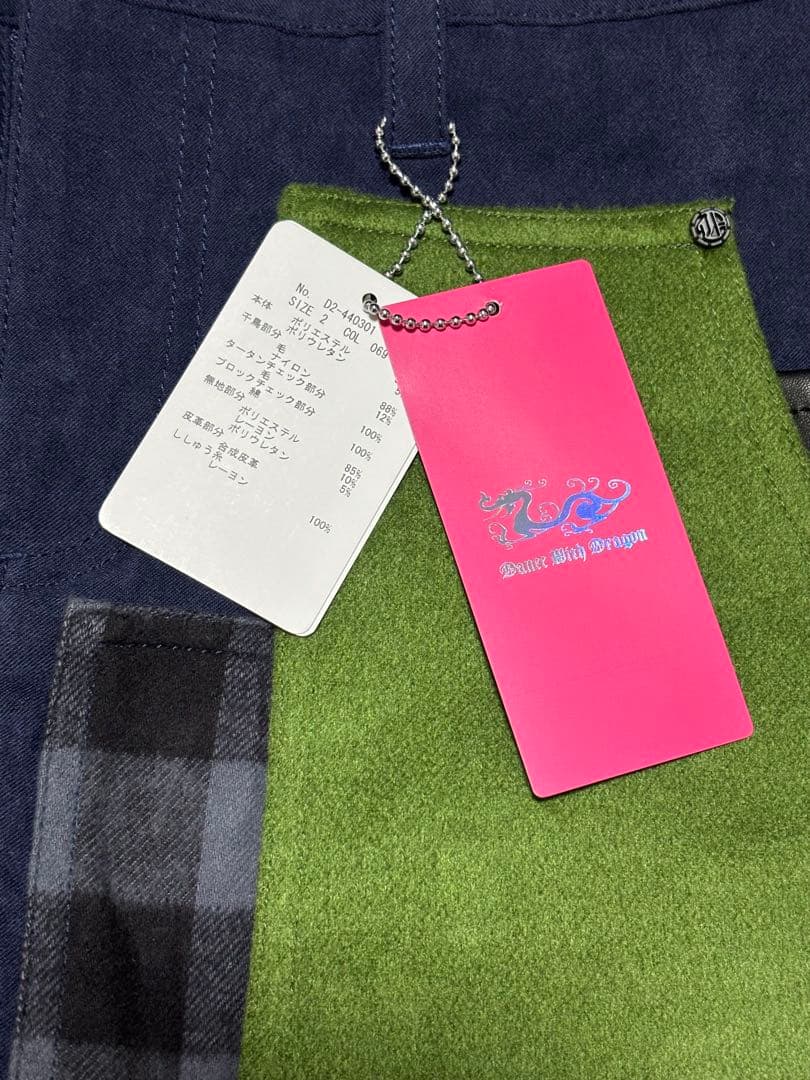 No. D2-440301
SIZE 2 COL 069
本体 ポリエステル
ポリウレタン
千鳥部分 毛
ナイロン 88%
12%
タータンチェック部分
毛 100%
ブロックチェック部分
綿 100%
無地部分 ポリエステル 85%
レーヨン 10%
ポリウレタン 5%
皮革部分 合成皮革
ししゅう糸
レーヨン 100%
Dance With Dragon